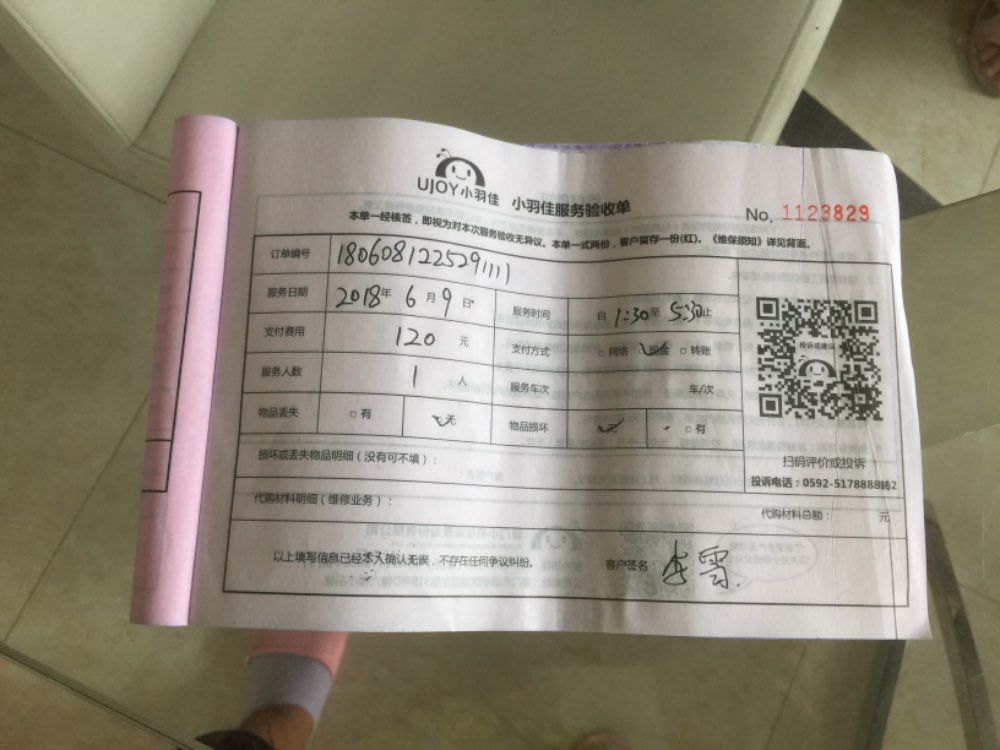 UJOY小羽佳 小羽佳服务验收单
No. 1123829
本单一经核签，即视为对本次服务验收无异议。本单一式两份，客户留存一份(红)。《维保须知》详见背面。
订单编号 180608122529111
服务日期 2018年 6月 9日 服务时间 自 1:30至 5:30止
支付费用 120 元 支付方式 □网络 现金 □转账
投诉或建议
服务人数 1 人 服务车次 车/次
物品丢失 □有 无 物品损坏 □有
扫码评价或投诉
损坏或丢失物品明细（没有可不填）：
投诉电话：0592-5178888转2
代购材料明细（维修业务）：
代购材料总额： 元
以上填写信息已经本人确认无误，不存在任何争议纠纷。 客户签名：李雪